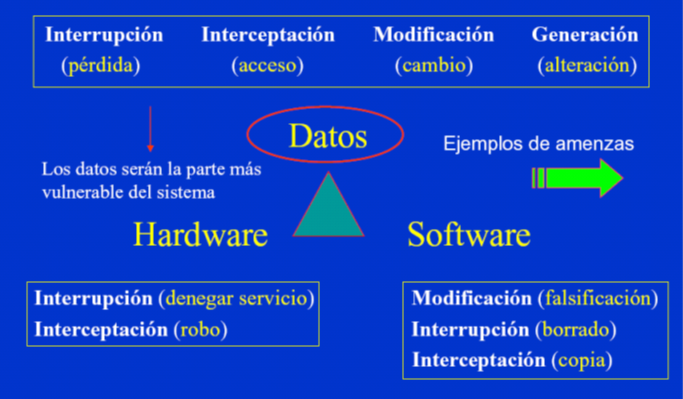 Interrupción Interceptación Modificación Generación
(pérdida) (acceso) (cambio) (alteración)
Datos
Ejemplos de amenzas
Los datos serán la parte más
vulnerable del sistema
Hardware Software
Interrupción (denegar servicio)
Interceptación (robo)
Modificación (falsificación)
Interrupción (borrado)
Interceptación (copia)